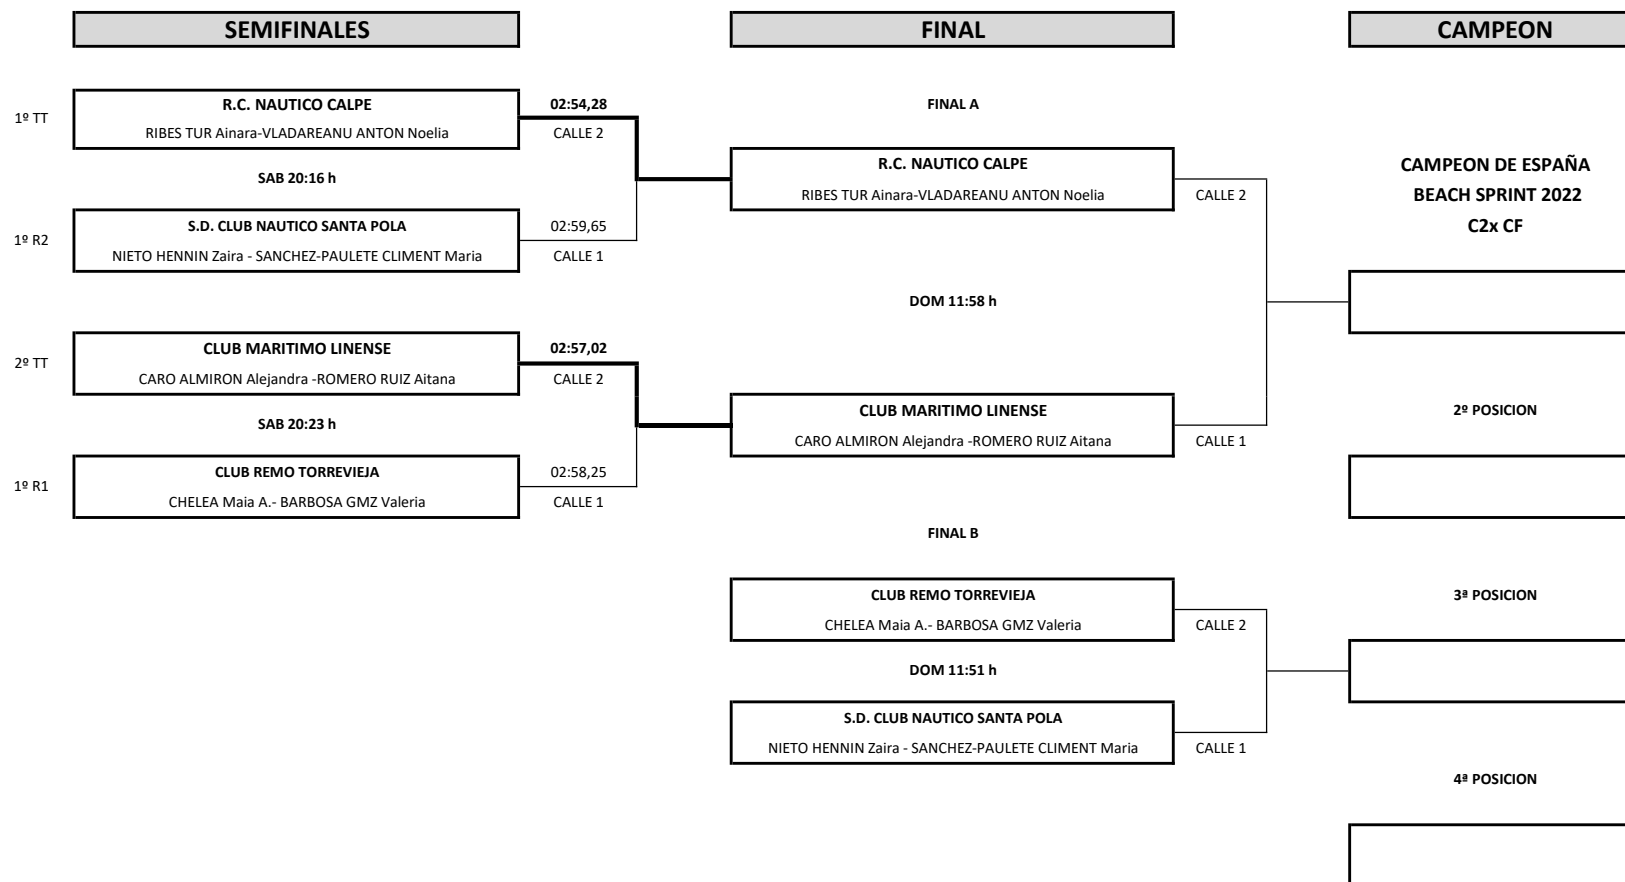 SEMIFINALES
FINAL
CAMPEON
1º TT
R.C. NAUTICO CALPE
RIBES TUR Ainara-VLADAREANU ANTON Noelia
02:54,28
CALLE 2
SAB 20:16 h
1º R2
S.D. CLUB NAUTICO SANTA POLA
NIETO HENNIN Zaira - SANCHEZ-PAULETE CLIMENT Maria
02:59,65
CALLE 1
2º TT
CLUB MARITIMO LINENSE
CARO ALMIRON Alejandra -ROMERO RUIZ Aitana
02:57,02
CALLE 2
SAB 20:23 h
1º R1
CLUB REMO TORREVIEJA
CHELEA Maia A.- BARBOSA GMZ Valeria
02:58,25
CALLE 1
FINAL A
R.C. NAUTICO CALPE
RIBES TUR Ainara-VLADAREANU ANTON Noelia
CALLE 2
DOM 11:58 h
CLUB MARITIMO LINENSE
CARO ALMIRON Alejandra -ROMERO RUIZ Aitana
CALLE 1
FINAL B
CLUB REMO TORREVIEJA
CHELEA Maia A.- BARBOSA GMZ Valeria
CALLE 2
DOM 11:51 h
S.D. CLUB NAUTICO SANTA POLA
NIETO HENNIN Zaira - SANCHEZ-PAULETE CLIMENT Maria
CALLE 1
CAMPEON DE ESPAÑA
BEACH SPRINT 2022
C2x CF
2º POSICION
3ª POSICION
4ª POSICION